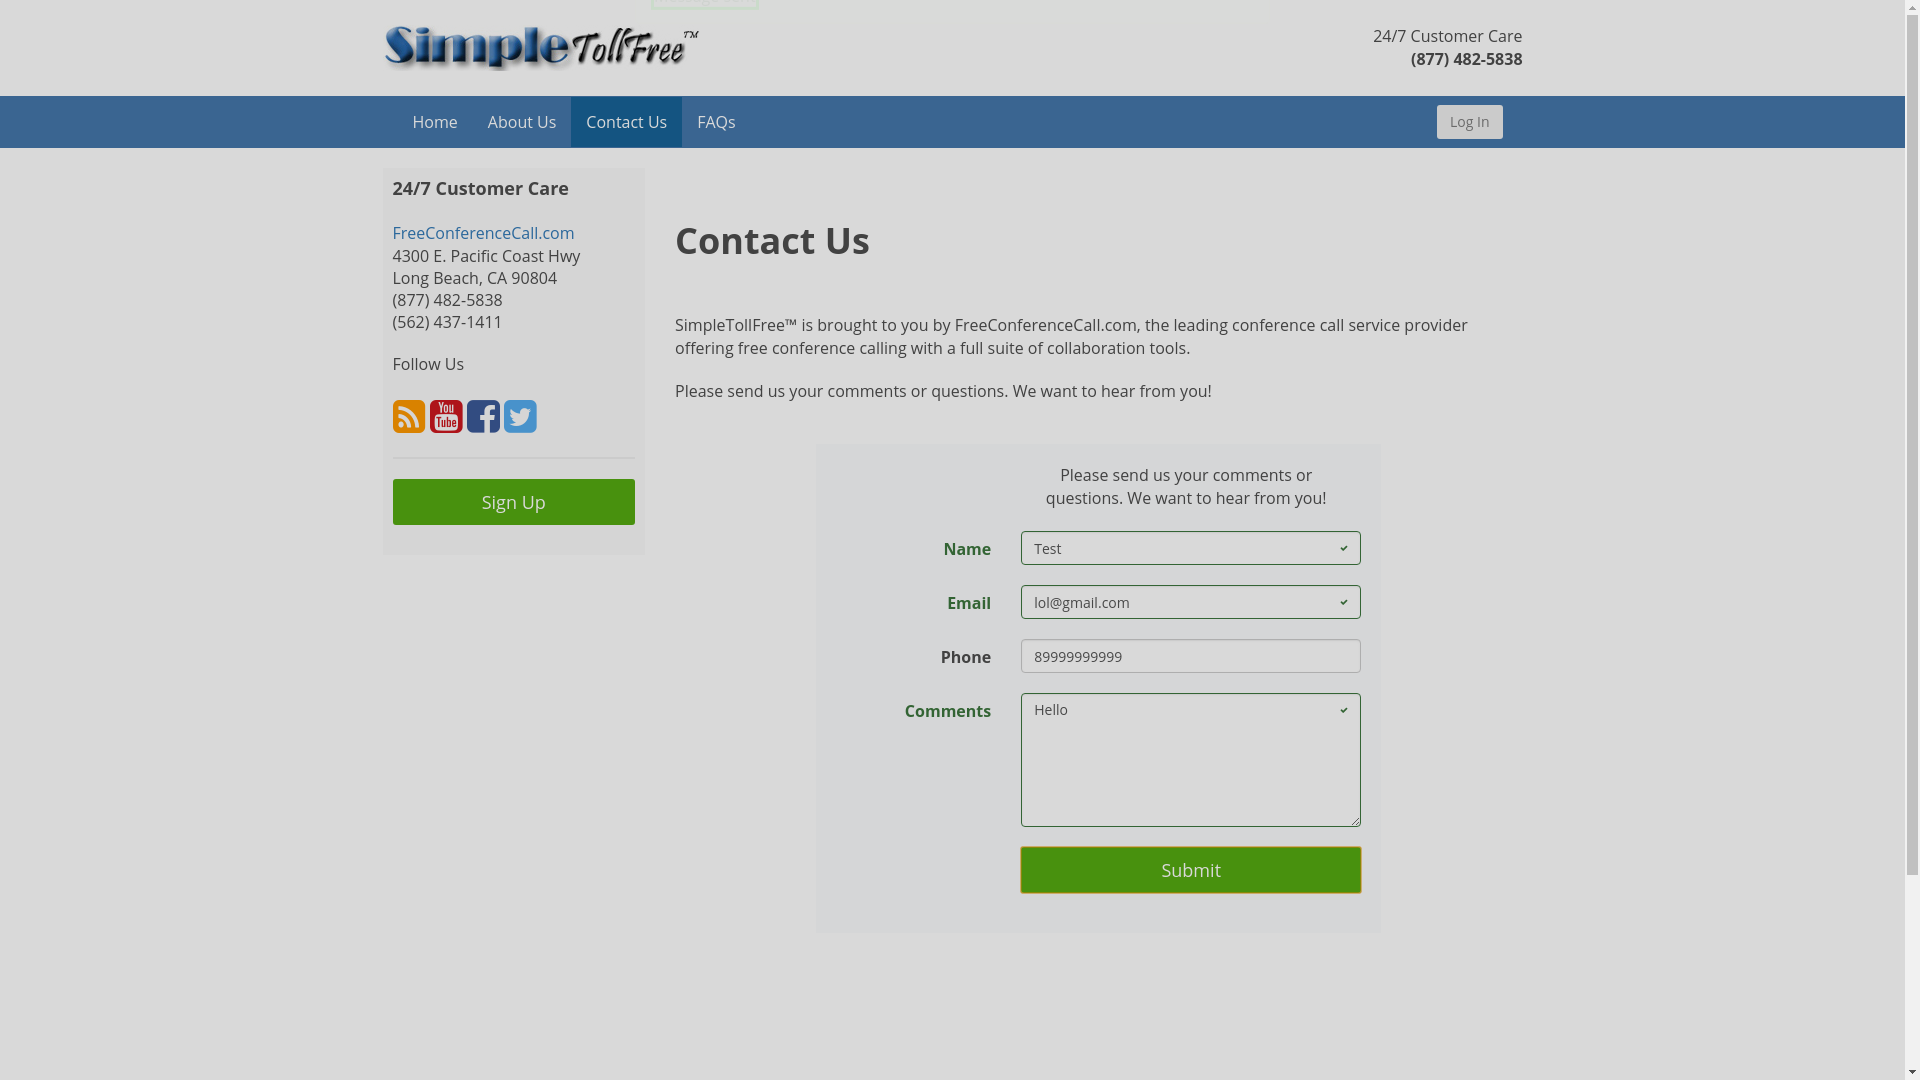 SimpleTollFree™
24/7 Customer Care
(877) 482-5838
Home
About Us
Contact Us
FAQs
Log In
24/7 Customer Care
FreeConferenceCall.com
4300 E. Pacific Coast Hwy
Long Beach, CA 90804
(877) 482-5838
(562) 437-1411
Follow Us
You
Tube
Sign Up
Contact Us
SimpleTollFree™ is brought to you by FreeConferenceCall.com, the leading conference call service provider
offering free conference calling with a full suite of collaboration tools.
Please send us your comments or questions. We want to hear from you!
Please send us your comments or
questions. We want to hear from you!
Name
Test
Email
lol@gmail.com
Phone
89999999999
Comments
Hello
Submit